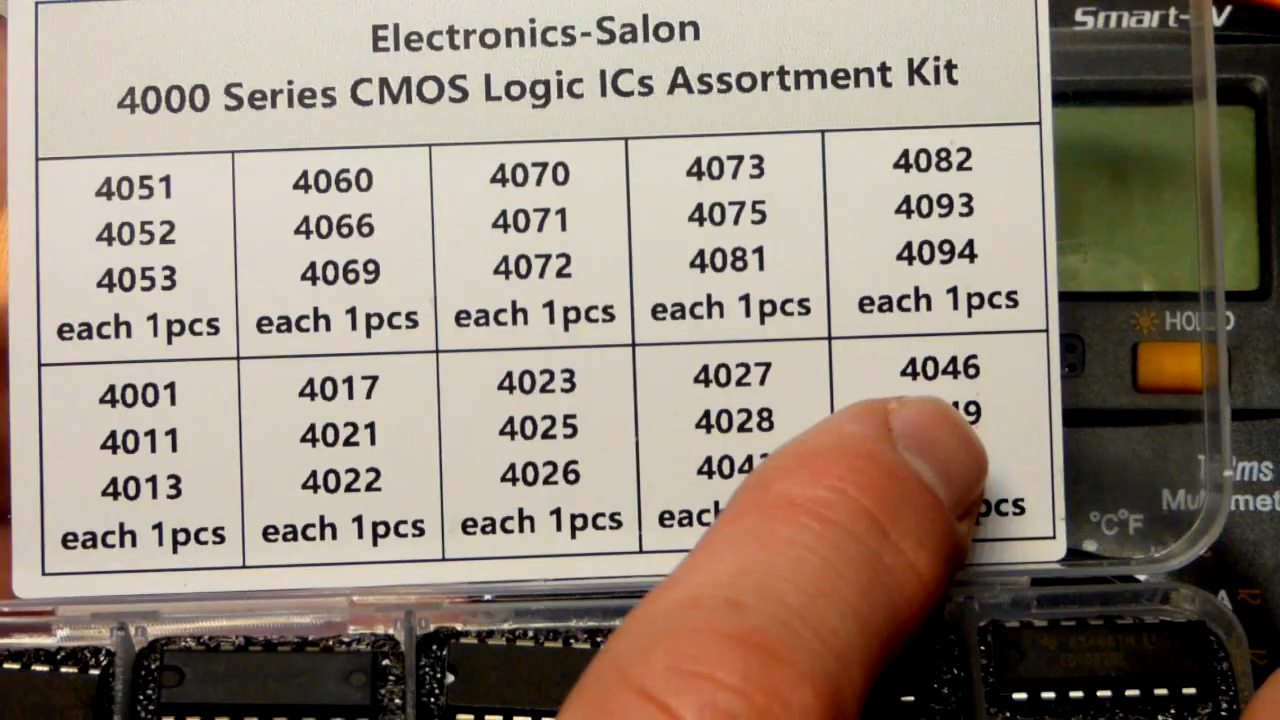 Electronics-Salon
4000 Series CMOS Logic ICs Assortment Kit
4051
4052
4053
each 1pcs
4060
4066
4069
each 1pcs
4070
4071
4072
each 1pcs
4073
4075
4081
each 1pcs
4082
4093
4094
each 1pcs
4001
4011
4013
each 1pcs
4017
4021
4022
each 1pcs
4023
4025
4026
each 1pcs
4027
4028
4046
HOLD
°C°F